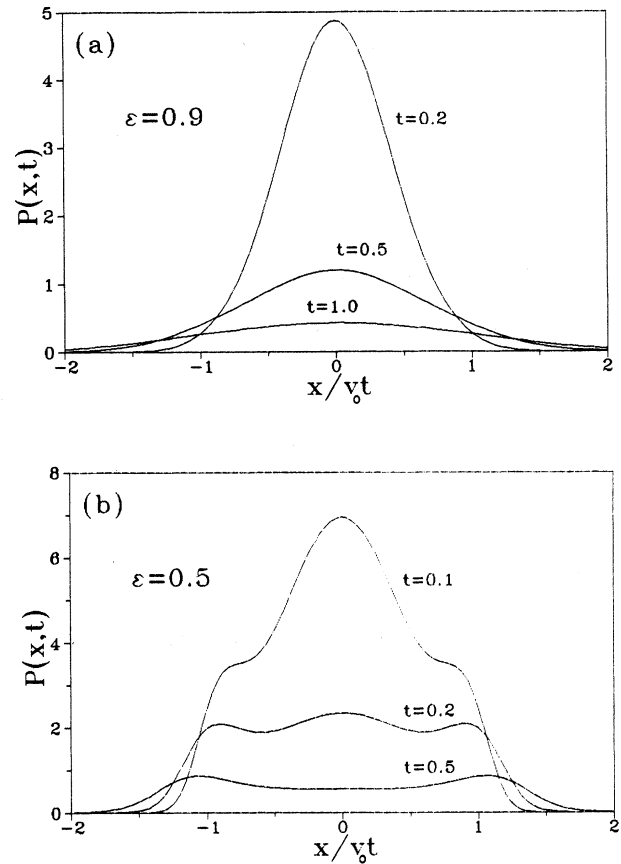 (a)
ε=0.9
P(x,t)
5
4
3
2
1
0
t=0.2
t=0.5
t=1.0
−2
−1
0
1
2
x/v₀t
(b)
ε=0.5
P(x,t)
8
6
4
2
0
t=0.1
t=0.2
t=0.5
−2
−1
0
1
2
x/v₀t